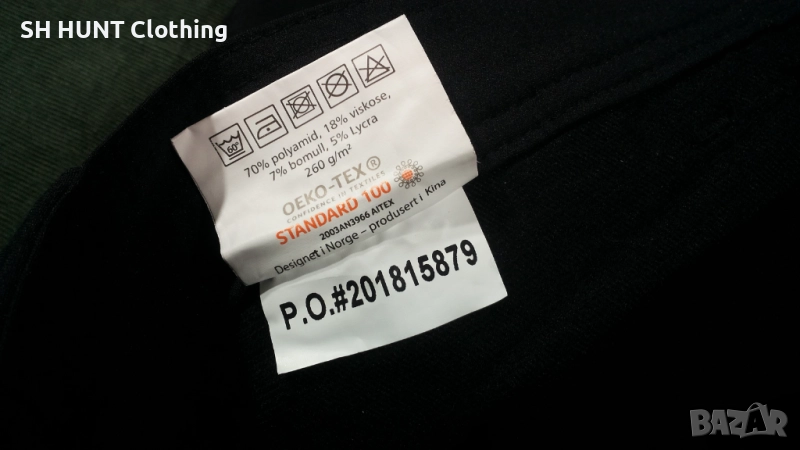 SH HUNT Clothing
60°
70% polyamid, 18% viskose,
7% bomull, 5% Lycra
260 g/m²
OEKO-TEX®
CONFIDENCE IN TEXTILES
STANDARD 100
2003AN3966 AITEX
Designet i Norge – produsert i Kina
P.O.#201815879
BAZAR